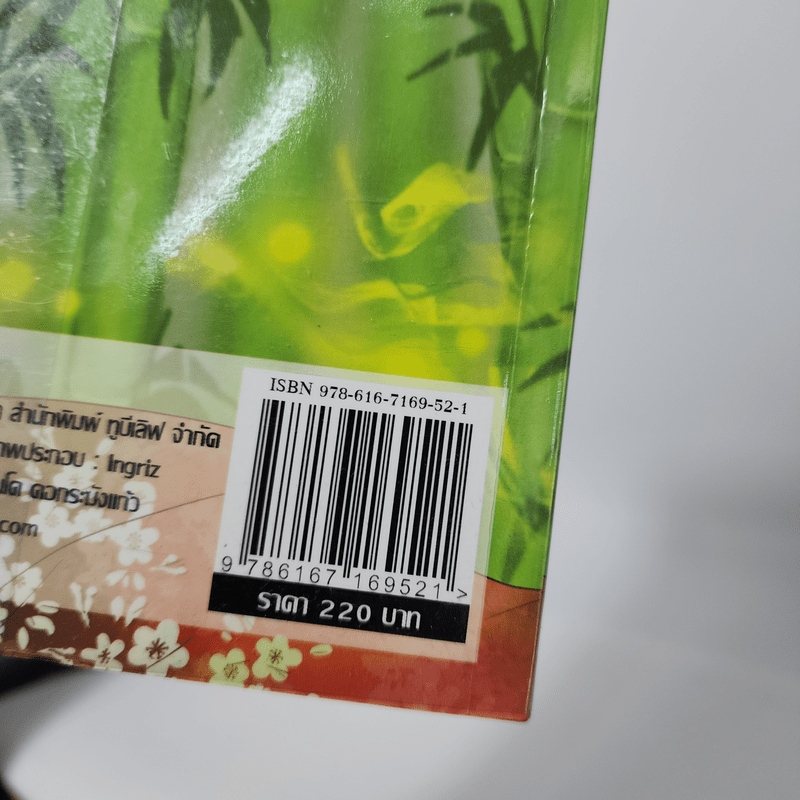 ISBN 978-616-7169-52-1
สำนักพิมพ์ ทูบีเลิฟ จำกัด
ภาพประกอบ : Ingriz
ดอกระฆังแก้ว
.com
9 786167 169521 >
ราคา 220 บาท